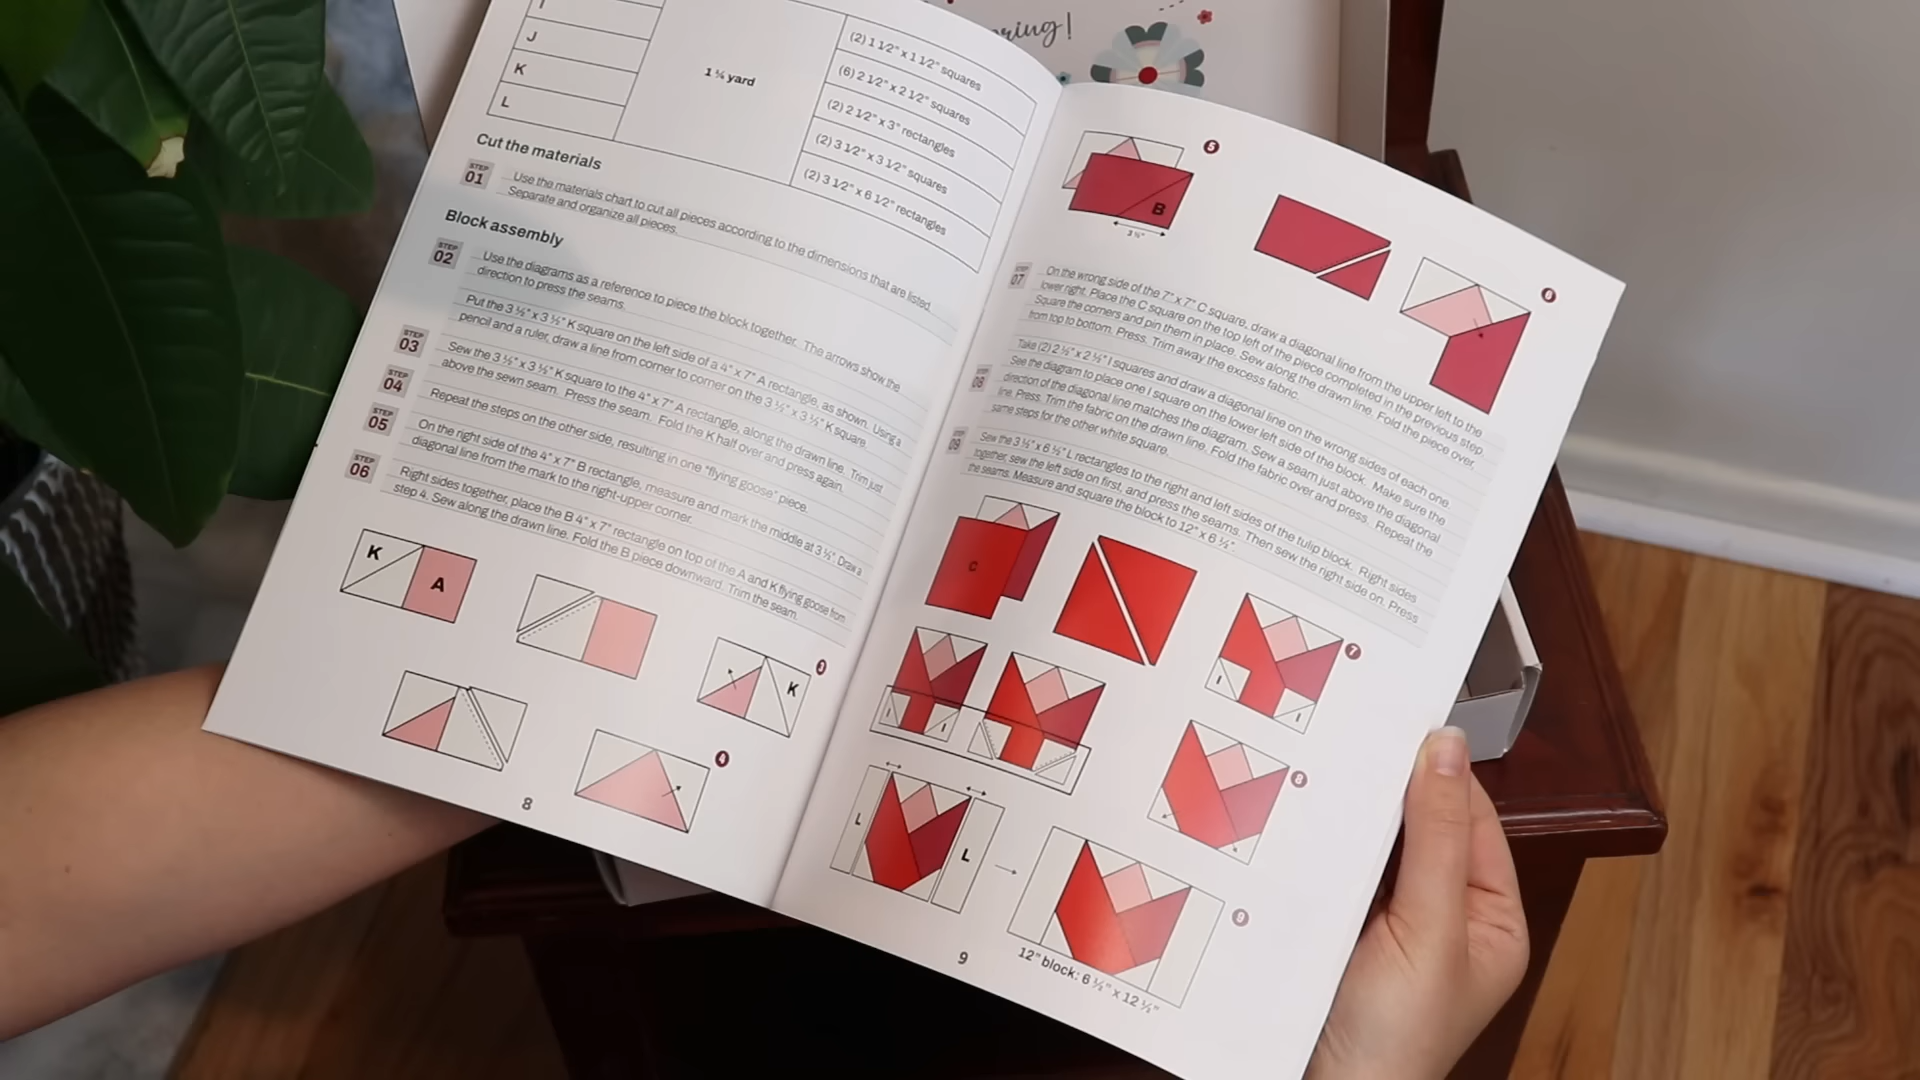 ring!
I
J
K
L
1 ¼ yard
(2) 1 1/2" x 1 1/2" squares
(6) 2 1/2" x 2 1/2" squares
(2) 2 1/2" x 3" rectangles
(2) 3 1/2" x 3 1/2" squares
(2) 3 1/2" x 6 1/2" rectangles
Cut the materials
STEP
01
Use the materials chart to cut all pieces according to the dimensions that are listed.
Separate and organize all pieces.
Block assembly
STEP
02
Use the diagrams as a reference to piece the block together. The arrows show the
direction to press the seams.
STEP
03
Put the 3 ½" x 3 ½" K square on the left side of a 4" x 7" A rectangle, as shown. Using a
pencil and a ruler, draw a line from corner to corner on the 3 ½" x 3 ½" K square.
STEP
04
Sew the 3 ½" x 3 ½" K square to the 4" x 7" A rectangle, along the drawn line. Trim just
above the sewn seam. Press the seam. Fold the K half over and press again.
STEP
05
Repeat the steps on the other side, resulting in one "flying goose" piece.
On the right side of the 4" x 7" B rectangle, measure and mark the middle at 3 ½". Draw a
diagonal line from the mark to the right-upper corner.
STEP
06
Right sides together, place the B 4" x 7" rectangle on top of the A and K flying goose from
step 4. Sew along the drawn line. Fold the B piece downward. Trim the seam.
K
A
K
3
4
8
5
B
3 ½"
6
STEP
07
On the wrong side of the 7" x 7" C square, draw a diagonal line from the upper left to the
lower right. Place the C square on the top left of the piece completed in the previous step.
Square the corners and pin them in place. Sew along the drawn line. Fold the piece over,
from top to bottom. Press. Trim away the excess fabric.
STEP
08
Take (2) 2 ½" x 2 ½" I squares and draw a diagonal line on the wrong sides of each one.
See the diagram to place one I square on the lower left side of the block. Make sure the
direction of the diagonal line matches the diagram. Sew a seam just above the diagonal
line. Press. Trim the fabric on the drawn line. Fold the fabric over and press. Repeat the
same steps for the other white square.
STEP
09
Sew the 3 ½" x 6 ½" L rectangles to the right and left sides of the tulip block. Right sides
together, sew the left side on first, and press the seams. Then sew the right side on. Press
the seams. Measure and square the block to 12" x 6 ½".
C
I
I
7
I
I
8
L
L
9
12" block: 6 ½" x 12 ½"
9